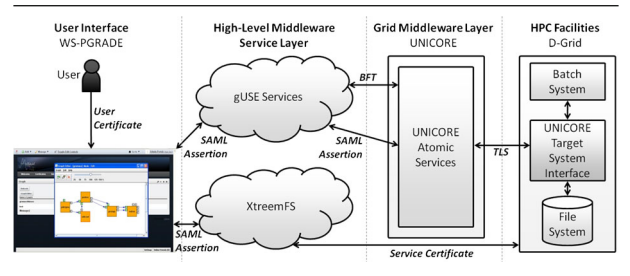 User Interface
WS-PGRADE
High-Level Middleware
Service Layer
Grid Middleware Layer
UNICORE
HPC Facilities
D-Grid
User
User
Certificate
gUSE Services
BFT
SAML
Assertion
SAML
Assertion
UNICORE
Atomic
Services
TLS
Batch
System
UNICORE
Target
System
Interface
File
System
XtreemFS
SAML
Assertion
Service Certificate